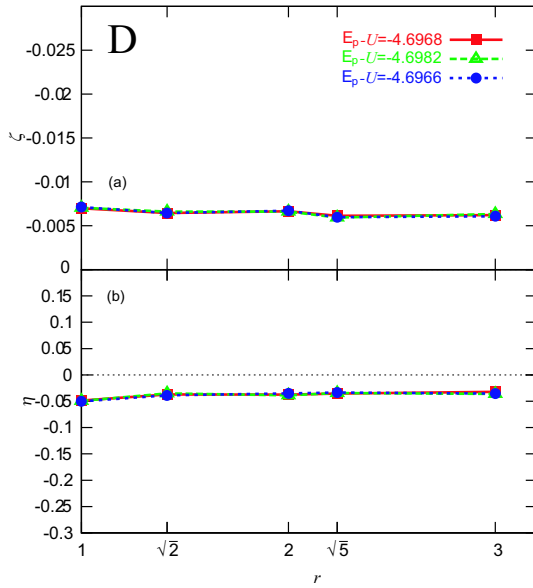 D
E_p-U=-4.6968
E_p-U=-4.6982
E_p-U=-4.6966
-0.025
-0.02
-0.015
-0.01
-0.005
0
ζ
(a)
(b)
0.15
0.1
0.05
0
-0.05
-0.1
-0.15
-0.2
-0.25
-0.3
η
1 √2 2 √5 3
r